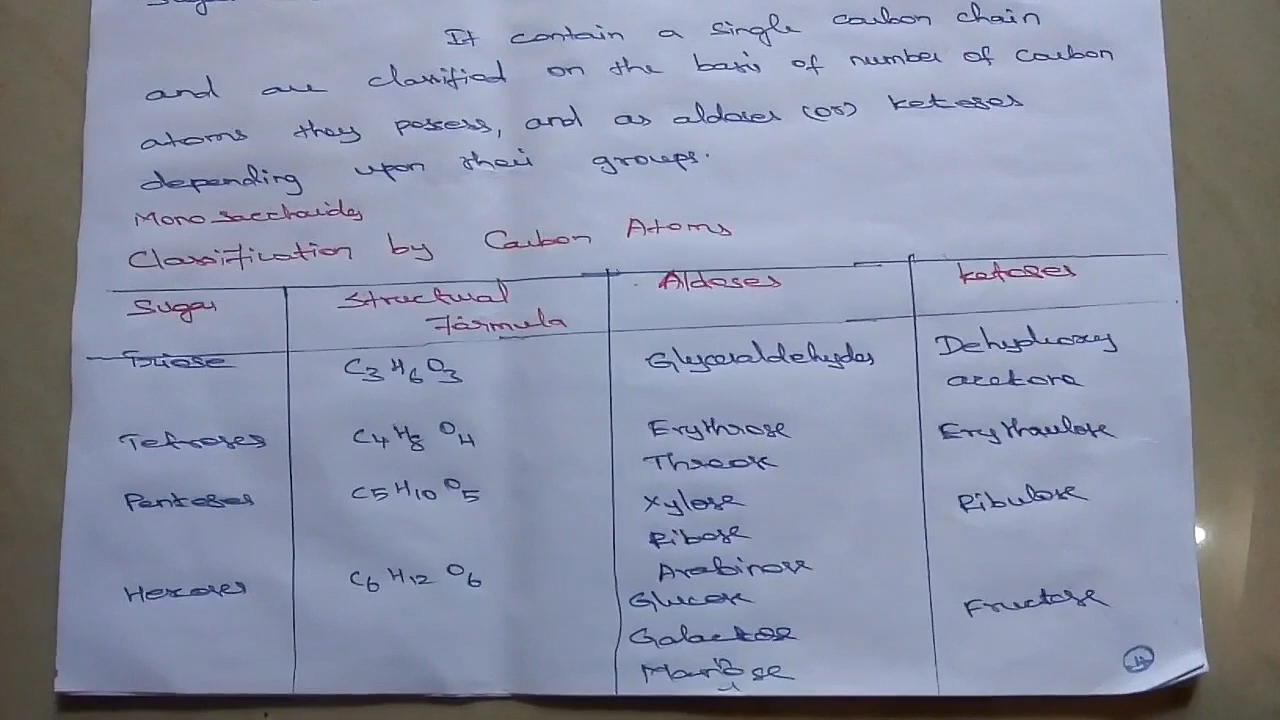 It contain a single carbon chain
and are classified on the basis of number of carbon
atoms they possess, and as aldoses (or) ketoses
depending upon their groups.
Monosaccharides
Classification by Carbon Atoms
Sugar Structural Formula Aldoses Ketoses
Triose C3H6O3 Glyceraldehydes Dehydroxy acetone
Tetroses C4H8O4 Erythrose Erythrulose
Threose
Pentoses C5H10O5 Xylose Ribulose
Ribose
Arabinose
Hexoses C6H12O6 Glucose Fructose
Galactose